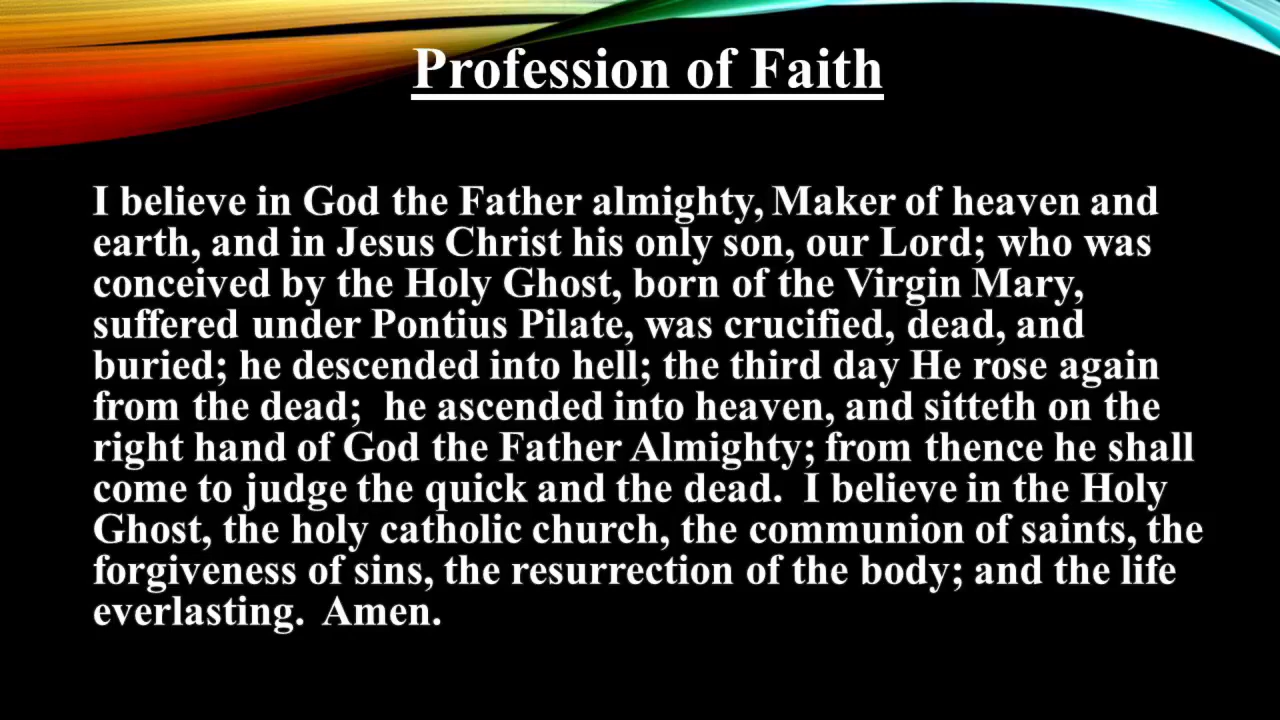 Profession of Faith
I believe in God the Father almighty, Maker of heaven and
earth, and in Jesus Christ his only son, our Lord; who was
conceived by the Holy Ghost, born of the Virgin Mary,
suffered under Pontius Pilate, was crucified, dead, and
buried; he descended into hell; the third day He rose again
from the dead;  he ascended into heaven, and sitteth on the
right hand of God the Father Almighty; from thence he shall
come to judge the quick and the dead.  I believe in the Holy
Ghost, the holy catholic church, the communion of saints, the
forgiveness of sins, the resurrection of the body; and the life
everlasting.  Amen.